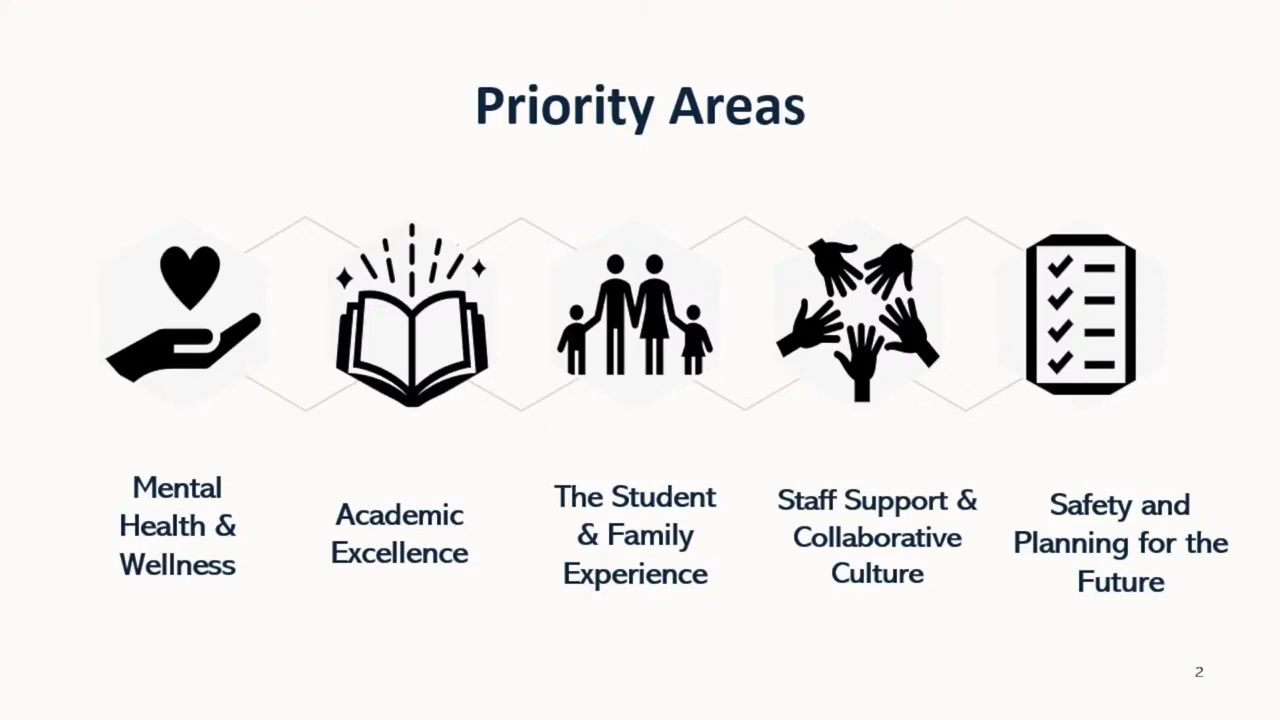 Priority Areas
Mental
Health &
Wellness
Academic
Excellence
The Student
& Family
Experience
Staff Support &
Collaborative
Culture
Safety and
Planning for the
Future
2